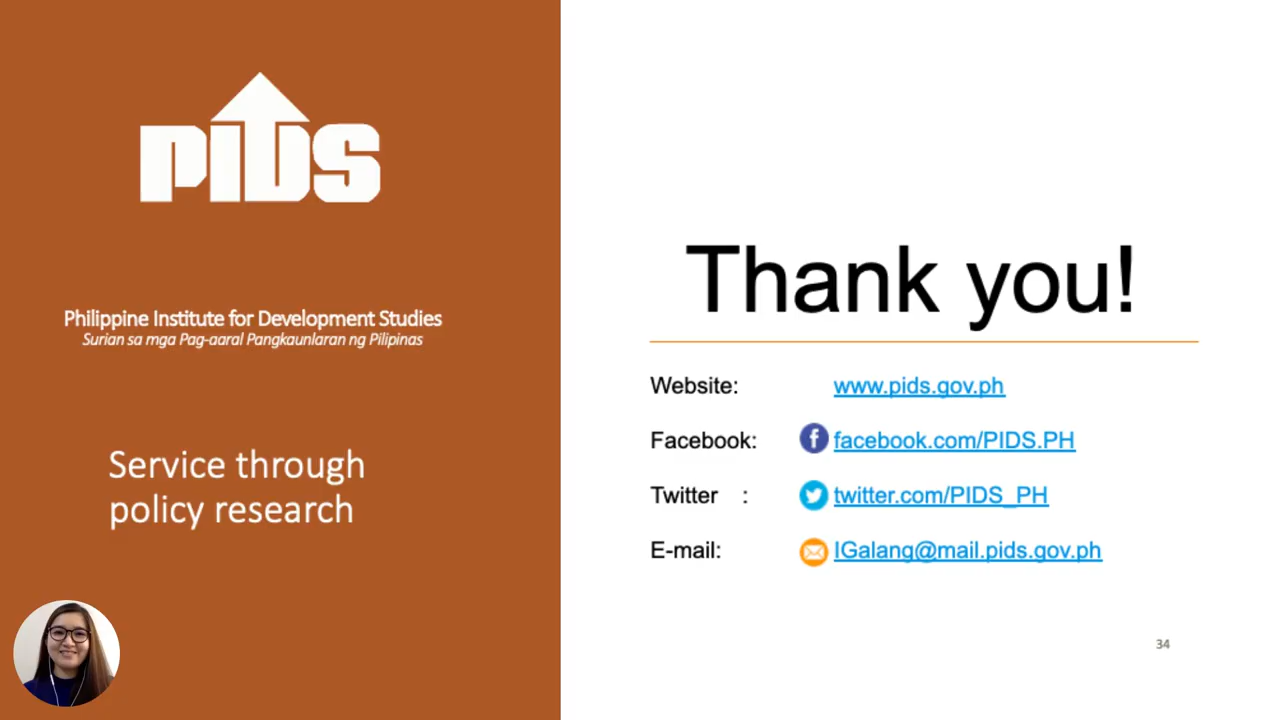 PIDS
Philippine Institute for Development Studies
Surian sa mga Pag-aaral Pangkaunlaran ng Pilipinas
Service through
policy research
Thank you!
Website: www.pids.gov.ph
Facebook: facebook.com/PIDS.PH
Twitter : twitter.com/PIDS_PH
E-mail: IGalang@mail.pids.gov.ph
34